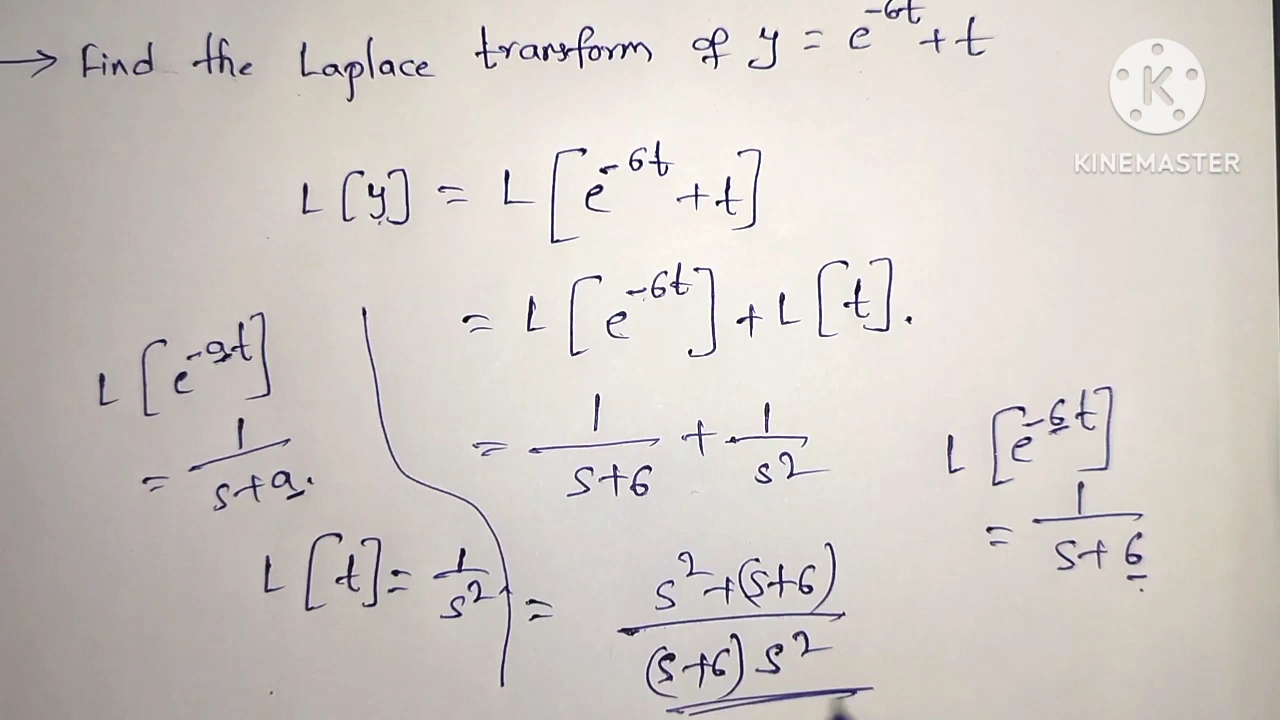 → Find the Laplace transform of y = e^-6t + t
K
KINEMASTER
L[y] = L[e^-6t + t]
= L[e^-6t] + L[t].
L[e^-at]
= 1/(s+a).
L[t] = 1/s^2
= 1/(s+6) + 1/s^2
L[e^-6t]
= 1/(s+6)
= (s^2+(s+6))/((s+6)s^2)